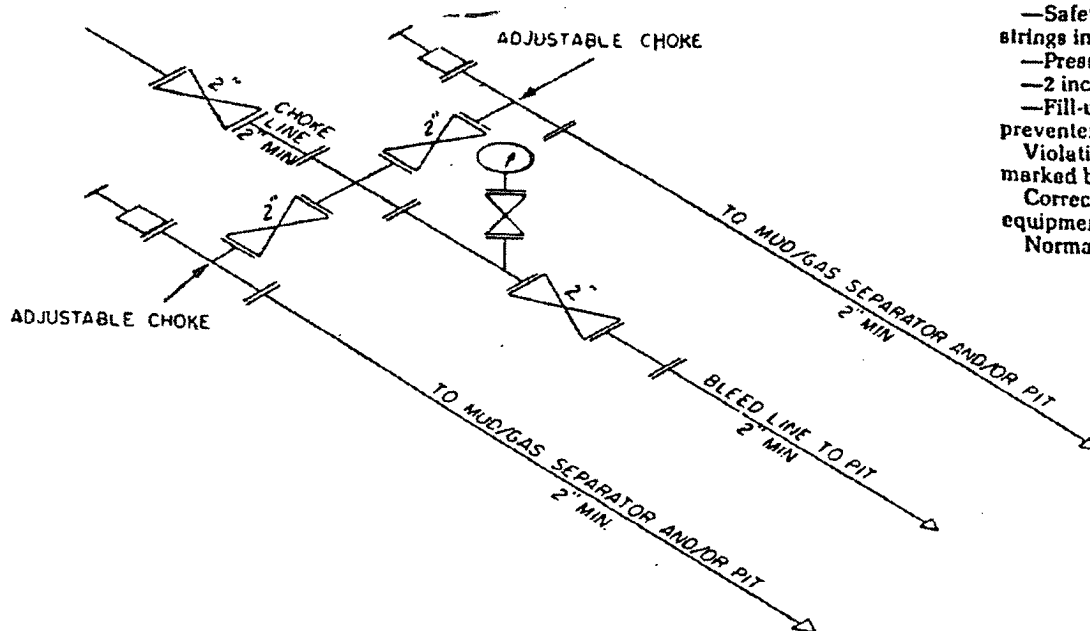 ADJUSTABLE CHOKE
2"
CHOKE
LINE
2" MIN
2"
2"
ADJUSTABLE CHOKE
2"
TO MUD/GAS SEPARATOR AND/OR PIT
2" MIN
BLEED LINE TO PIT
2" MIN
TO MUD/GAS SEPARATOR AND/OR PIT
2" MIN.
—Safe
strings in
—Pres
—2 inc
—Fill-u
prevente
Violati
marked b
Correc
equipmen
Norma